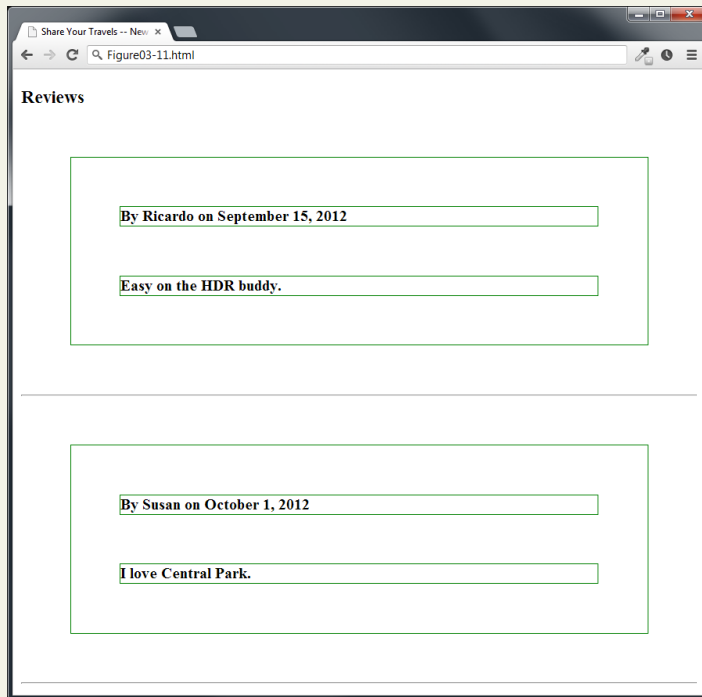 Share Your Travels -- New
Figure03-11.html
Reviews
By Ricardo on September 15, 2012
Easy on the HDR buddy.
By Susan on October 1, 2012
I love Central Park.